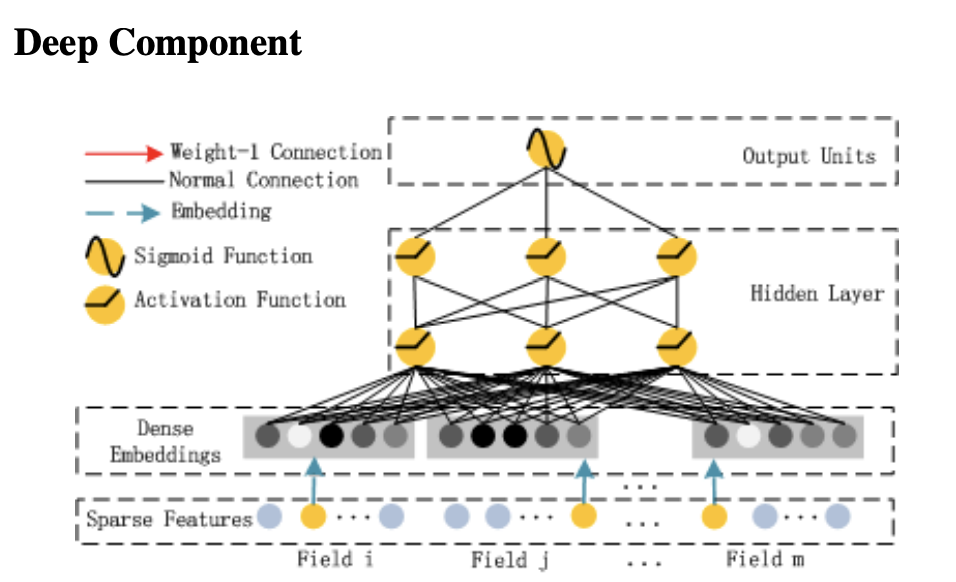 Deep Component
Weight-1 Connection
Normal Connection
Embedding
Sigmoid Function
Activation Function
Output Units
Hidden Layer
Dense
Embeddings
...
Sparse Features ... ... ... ...
Field i Field j ... Field m